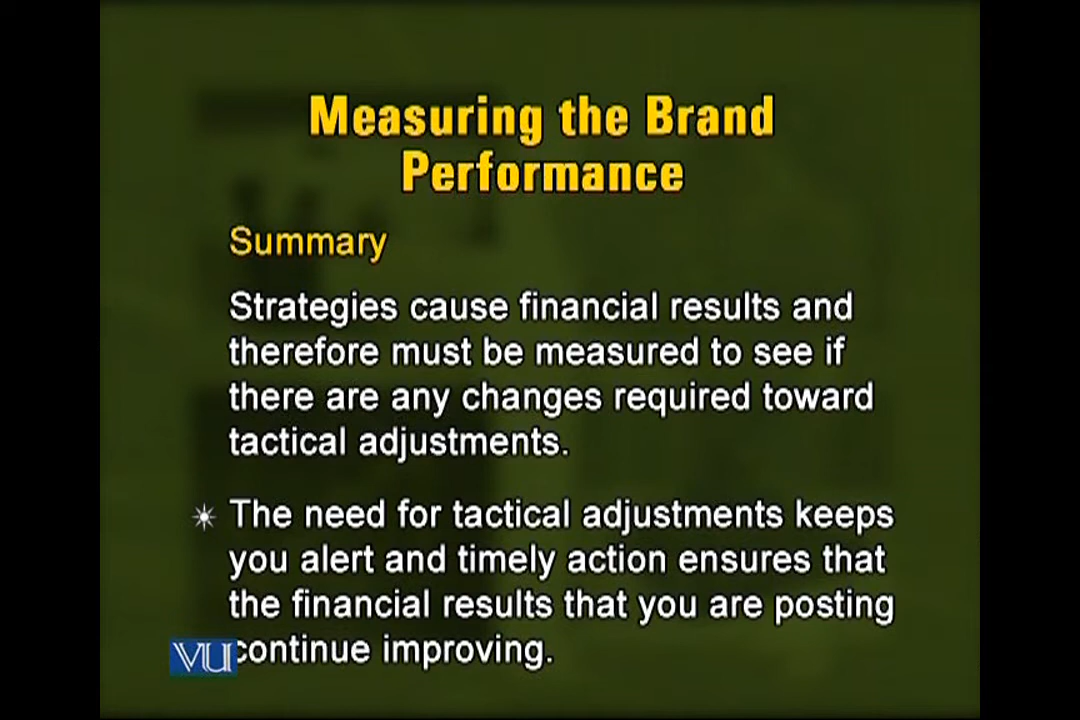 Measuring the Brand
Performance
Summary
Strategies cause financial results and
therefore must be measured to see if
there are any changes required toward
tactical adjustments.
The need for tactical adjustments keeps
you alert and timely action ensures that
the financial results that you are posting
continue improving.
VU